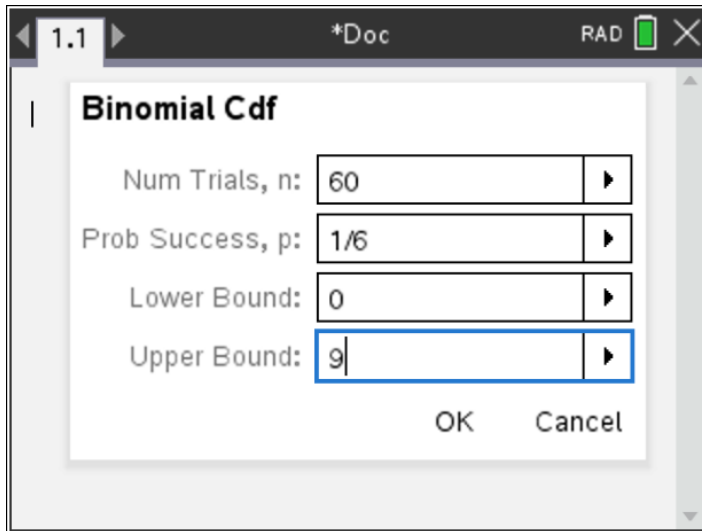 1.1 *Doc RAD
Binomial Cdf
Num Trials, n: 60
Prob Success, p: 1/6
Lower Bound: 0
Upper Bound: 9
OK Cancel